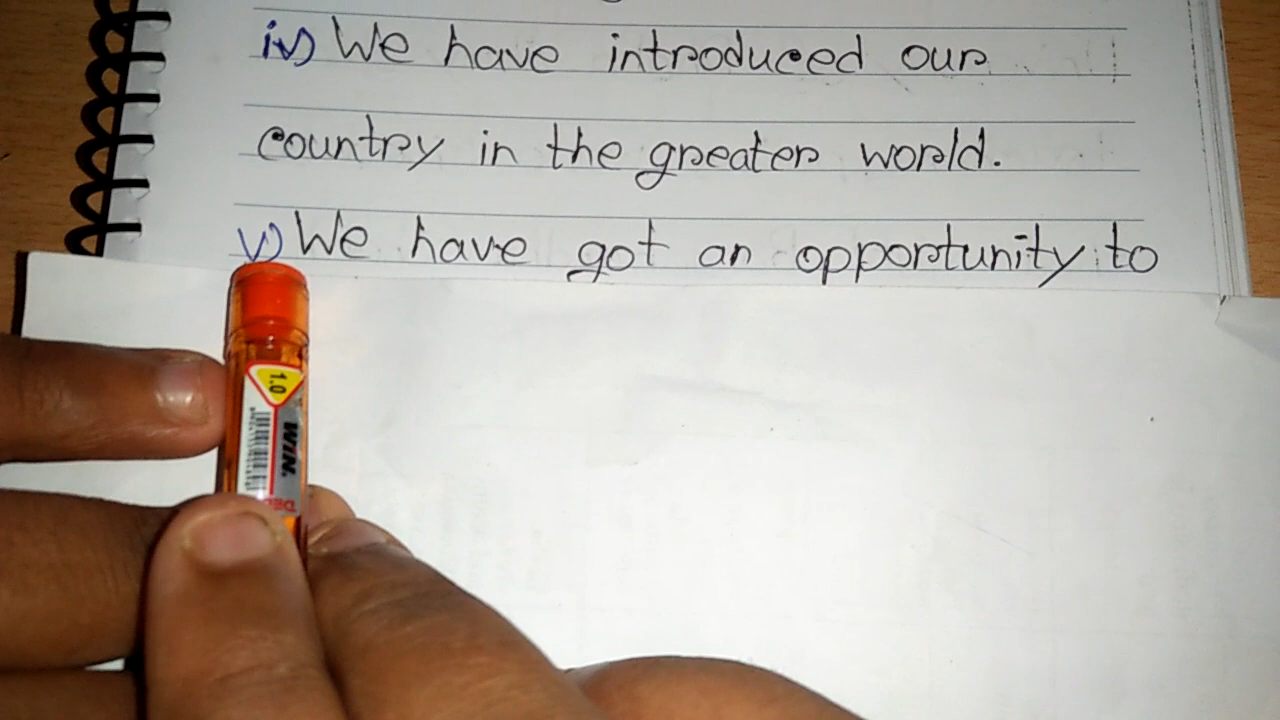 iv) We have introduced our
country in the greater world.
v) We have got an opportunity to
1.0
WIN.